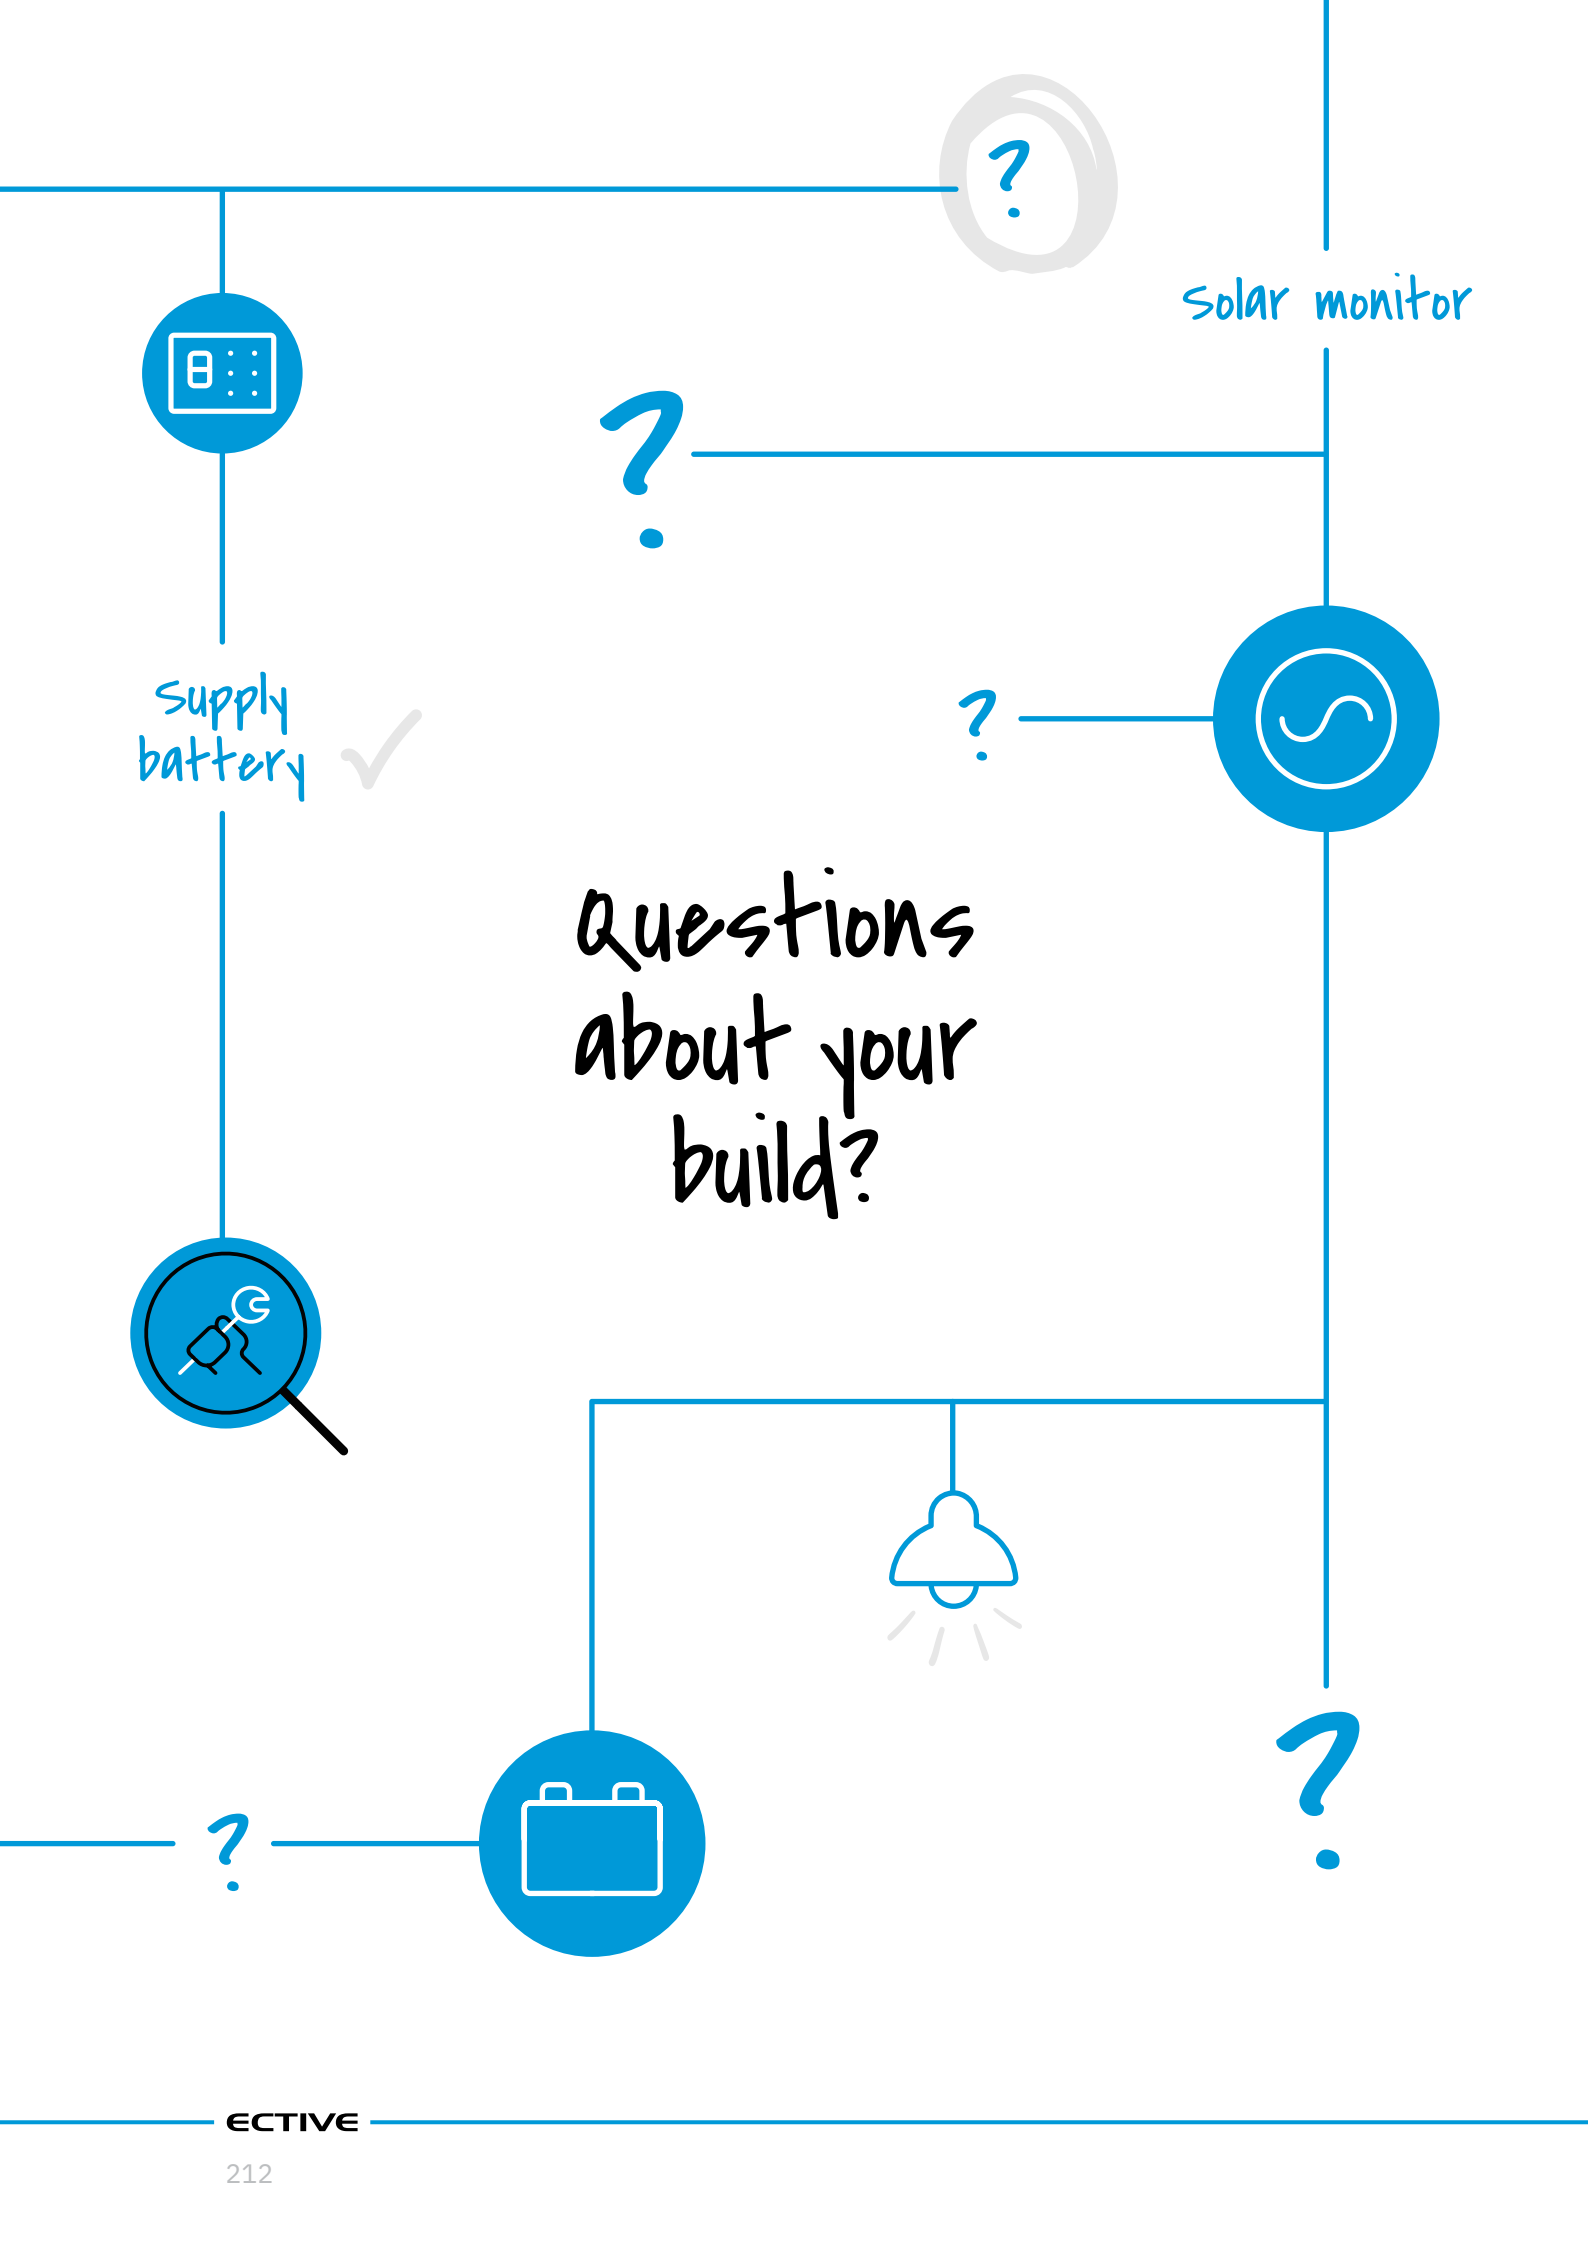 ?
solar monitor
?
supply
battery
?
Questions
about your
build?
?
?
ECTIVE
212